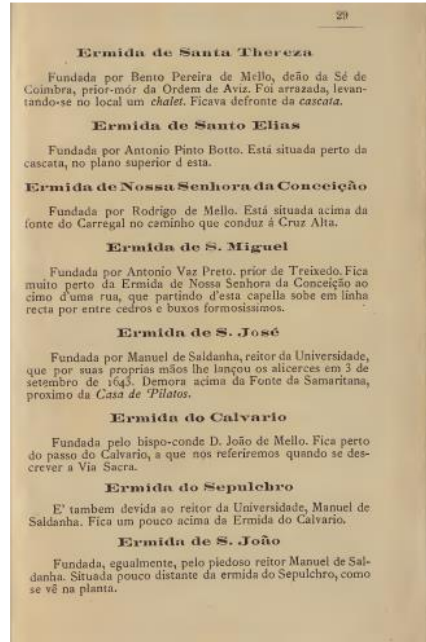 29
Ermida de Santa Thereza
Fundada por Bento Pereira de Mello, deão da Sé de
Coimbra, prior-mór da Ordem de Aviz. Foi arrazada, levan-
tando-se no local um chalet. Ficava defronte da cascata.
Ermida de Santo Elias
Fundada por Antonio Pinto Botto. Está situada perto da
cascata, no plano superior d esta.
Ermida de Nossa Senhora da Conceição
Fundada por Rodrigo de Mello. Está situada acima da
fonte do Carregal no caminho que conduz á Cruz Alta.
Ermida de S. Miguel
Fundada por Antonio Vaz Preto. prior de Treixedo. Fica
muito perto da Ermida de Nossa Senhora da Conceição ao
cimo d'uma rua, que partindo d'esta capella sobe em linha
recta por entre cedros e buxos formosissimos.
Ermida de S. José
Fundada por Manuel de Saldanha, reitor da Universidade,
que por suas proprias mãos lhe lançou os alicerces em 3 de
setembro de 1643. Demora acima da Fonte da Samaritana,
proximo da Casa de Pilatos.
Ermida do Calvario
Fundada pelo bispo-conde D. João de Mello. Fica perto
do passo do Calvario, a que nos referiremos quando se des-
crever a Via Sacra.
Ermida do Sepulchro
E' tambem devida ao reitor da Universidade, Manuel de
Saldanha. Fica um pouco acima da Ermida do Calvario.
Ermida de S. João
Fundada, egualmente, pelo piedoso reitor Manuel de Sal-
danha. Situada pouco distante da ermida do Sepulchro, como
se vê na planta.